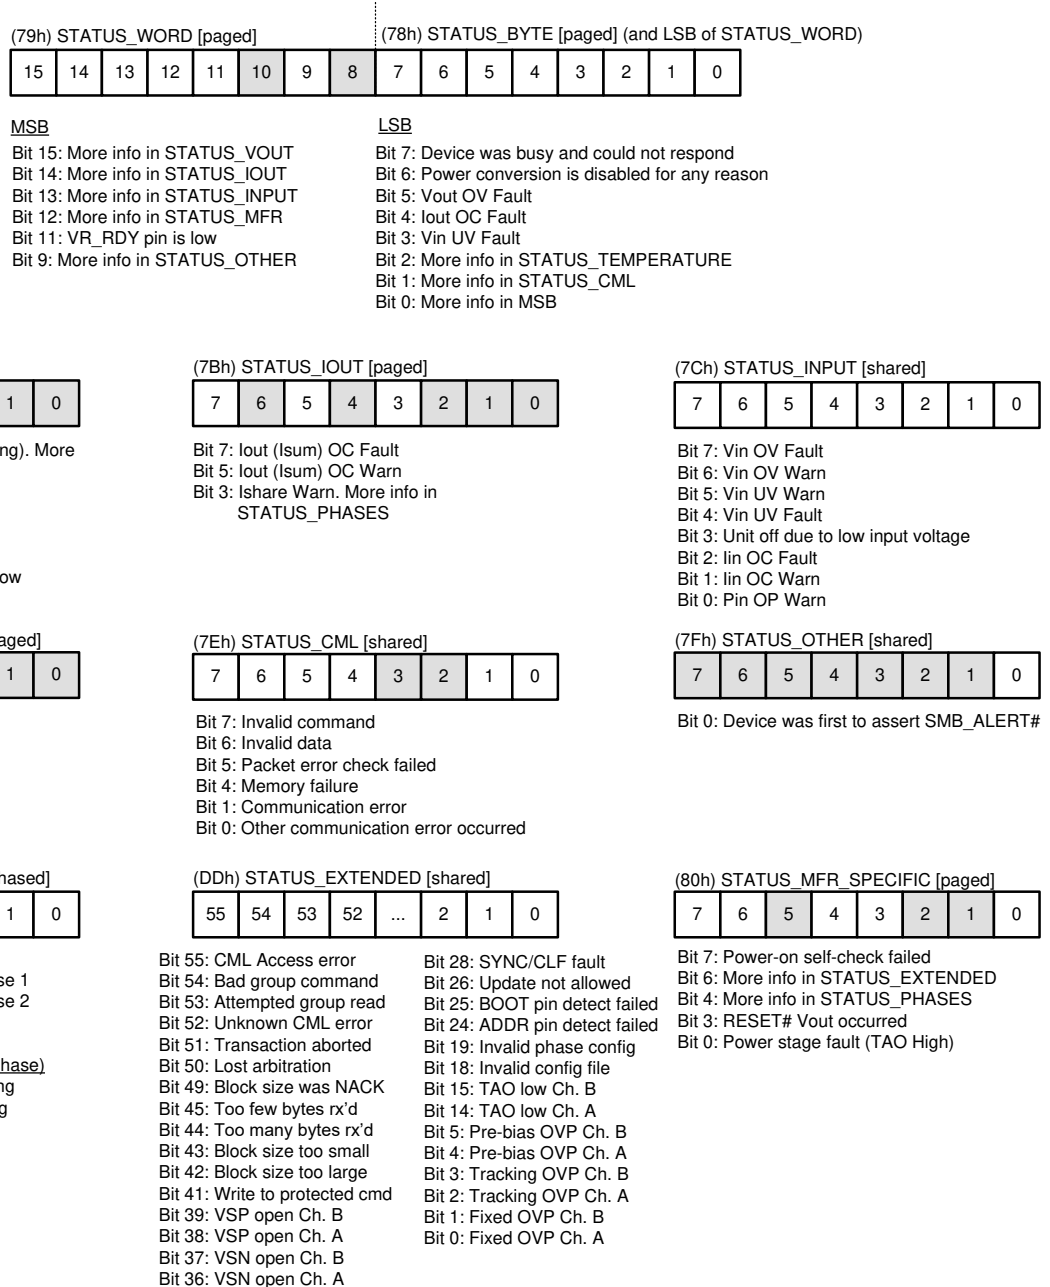 (79h) STATUS_WORD [paged]
(78h) STATUS_BYTE [paged] (and LSB of STATUS_WORD)
15 14 13 12 11 10 9 8 7 6 5 4 3 2 1 0
MSB
Bit 15: More info in STATUS_VOUT
Bit 14: More info in STATUS_IOUT
Bit 13: More info in STATUS_INPUT
Bit 12: More info in STATUS_MFR
Bit 11: VR_RDY pin is low
Bit 9: More info in STATUS_OTHER
LSB
Bit 7: Device was busy and could not respond
Bit 6: Power conversion is disabled for any reason
Bit 5: Vout OV Fault
Bit 4: Iout OC Fault
Bit 3: Vin UV Fault
Bit 2: More info in STATUS_TEMPERATURE
Bit 1: More info in STATUS_CML
Bit 0: More info in MSB
1 0
ng). More
ow
(7Bh) STATUS_IOUT [paged]
7 6 5 4 3 2 1 0
Bit 7: Iout (Isum) OC Fault
Bit 5: Iout (Isum) OC Warn
Bit 3: Ishare Warn. More info in
STATUS_PHASES
(7Ch) STATUS_INPUT [shared]
7 6 5 4 3 2 1 0
Bit 7: Vin OV Fault
Bit 6: Vin OV Warn
Bit 5: Vin UV Warn
Bit 4: Vin UV Fault
Bit 3: Unit off due to low input voltage
Bit 2: Iin OC Fault
Bit 1: Iin OC Warn
Bit 0: Pin OP Warn
aged]
1 0
(7Eh) STATUS_CML [shared]
7 6 5 4 3 2 1 0
Bit 7: Invalid command
Bit 6: Invalid data
Bit 5: Packet error check failed
Bit 4: Memory failure
Bit 1: Communication error
Bit 0: Other communication error occurred
(7Fh) STATUS_OTHER [shared]
7 6 5 4 3 2 1 0
Bit 0: Device was first to assert SMB_ALERT#
hased]
1 0
se 1
se 2
hase)
ng
g
(DDh) STATUS_EXTENDED [shared]
55 54 53 52 ... 2 1 0
Bit 55: CML Access error
Bit 54: Bad group command
Bit 53: Attempted group read
Bit 52: Unknown CML error
Bit 51: Transaction aborted
Bit 50: Lost arbitration
Bit 49: Block size was NACK
Bit 45: Too few bytes rx'd
Bit 44: Too many bytes rx'd
Bit 43: Block size too small
Bit 42: Block size too large
Bit 41: Write to protected cmd
Bit 39: VSP open Ch. B
Bit 38: VSP open Ch. A
Bit 37: VSN open Ch. B
Bit 36: VSN open Ch. A
Bit 28: SYNC/CLF fault
Bit 26: Update not allowed
Bit 25: BOOT pin detect failed
Bit 24: ADDR pin detect failed
Bit 19: Invalid phase config
Bit 18: Invalid config file
Bit 15: TAO low Ch. B
Bit 14: TAO low Ch. A
Bit 5: Pre-bias OVP Ch. B
Bit 4: Pre-bias OVP Ch. A
Bit 3: Tracking OVP Ch. B
Bit 2: Tracking OVP Ch. A
Bit 1: Fixed OVP Ch. B
Bit 0: Fixed OVP Ch. A
(80h) STATUS_MFR_SPECIFIC [paged]
7 6 5 4 3 2 1 0
Bit 7: Power-on self-check failed
Bit 6: More info in STATUS_EXTENDED
Bit 4: More info in STATUS_PHASES
Bit 3: RESET# Vout occurred
Bit 0: Power stage fault (TAO High)